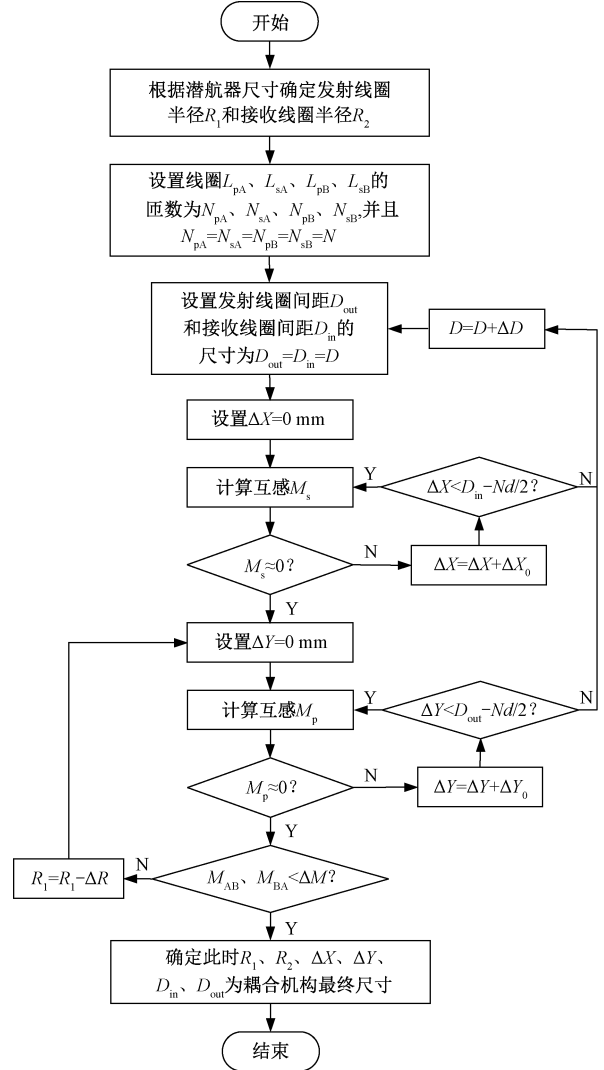 开始
根据潜航器尺寸确定发射线圈
半径R₁和接收线圈半径R₂
设置线圈LpA、LsA、LpB、LsB的
匝数为NpA、NsA、NpB、NsB,并且
NpA=NsA=NpB=NsB=N
设置发射线圈间距Dout
和接收线圈间距Din的
尺寸为Dout=Din=D
D=D+ΔD
设置ΔX=0 mm
计算互感Ms
Y
ΔX<Din−Nd/2?
N
Ms≈0?
N
ΔX=ΔX+ΔX₀
Y
设置ΔY=0 mm
计算互感Mp
Y
ΔY<Dout−Nd/2?
N
Mp≈0?
N
ΔY=ΔY+ΔY₀
Y
R₁=R₁−ΔR
N
MAB、MBA<ΔM?
Y
确定此时R₁、R₂、ΔX、ΔY、
Din、Dout为耦合机构最终尺寸
结束